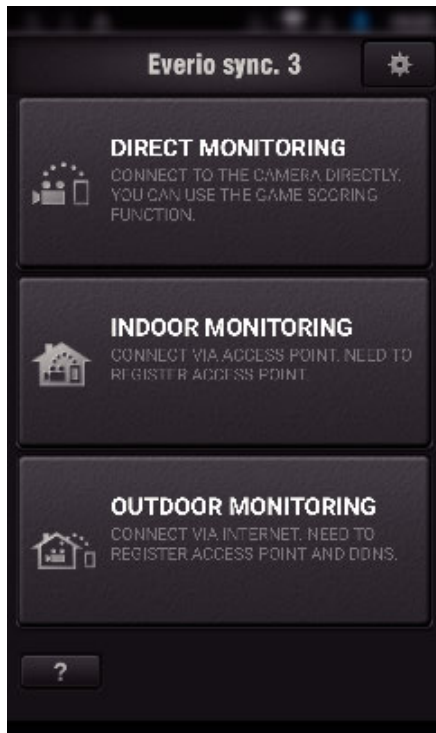 Everio sync. 3
DIRECT MONITORING
CONNECT TO THE CAMERA DIRECTLY.
YOU CAN USE THE GAME SCORING
FUNCTION.
INDOOR MONITORING
CONNECT VIA ACCESS POINT. NEED TO
REGISTER ACCESS POINT.
OUTDOOR MONITORING
CONNECT VIA INTERNET. NEED TO
REGISTER ACCESS POINT AND DDNS.
?